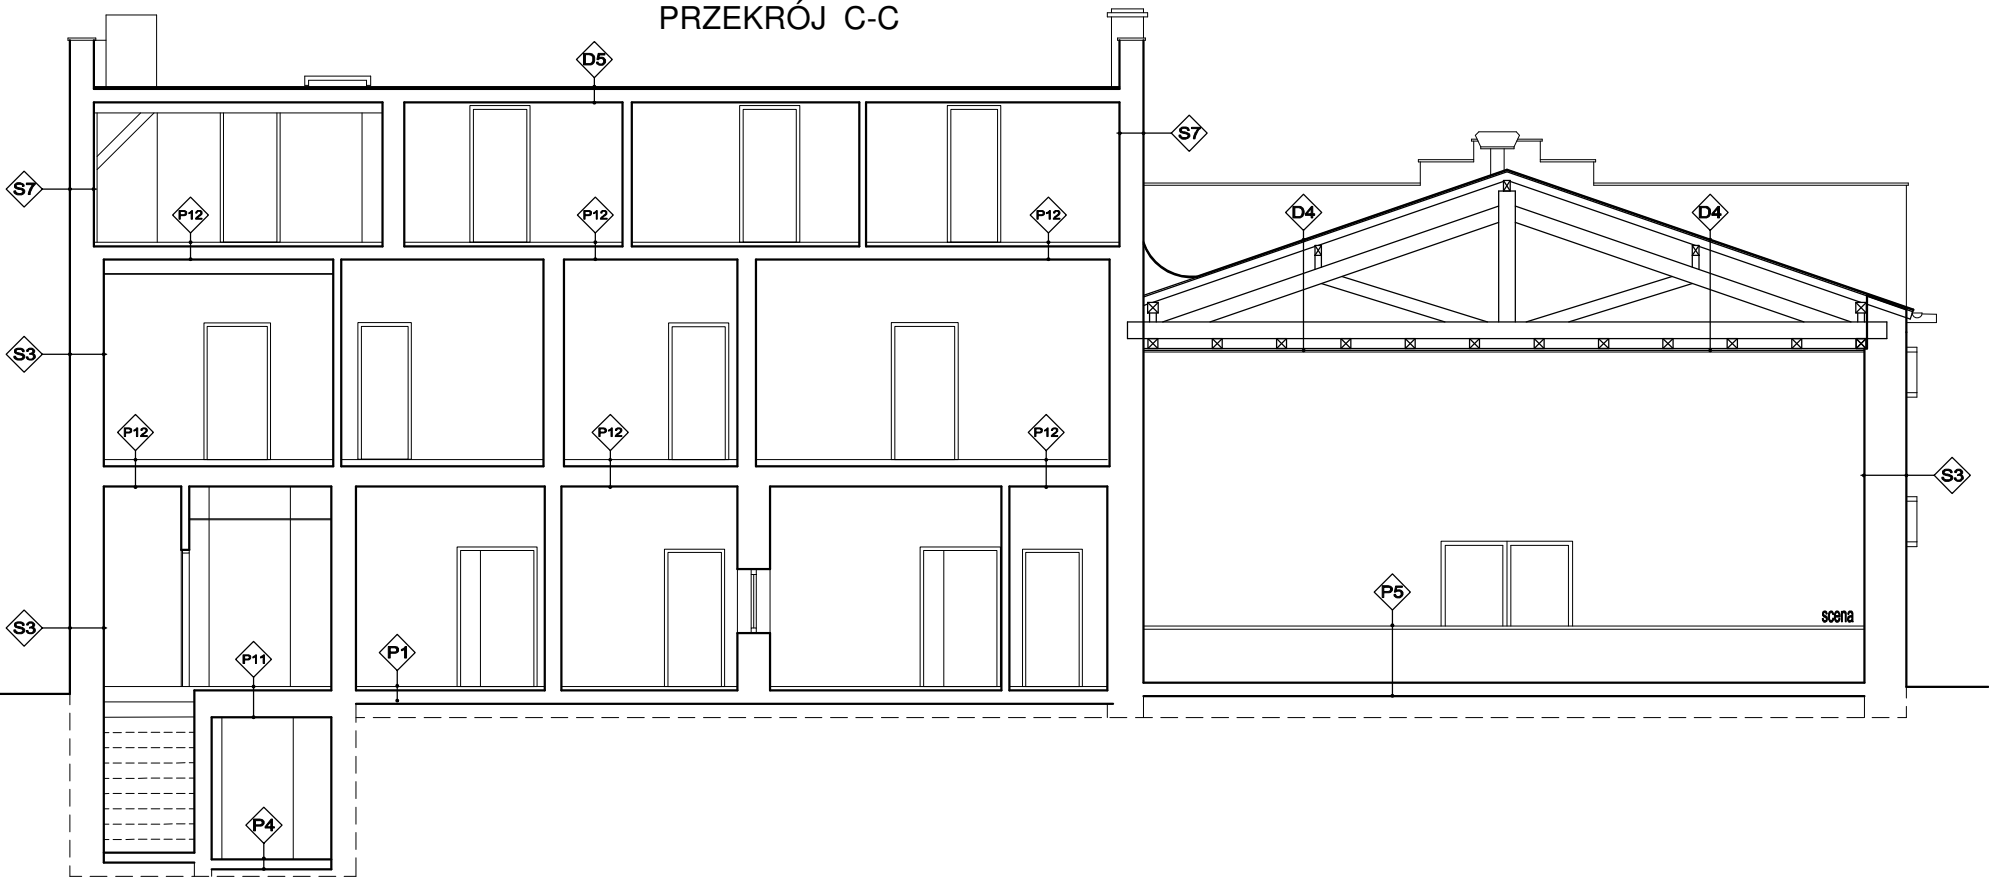 PRZEKRÓJ C-C
D5
S7
S7
P12
P12
P12
D4
D4
S3
P12
P12
P12
S3
P5
scena
S3
P11
P1
P4